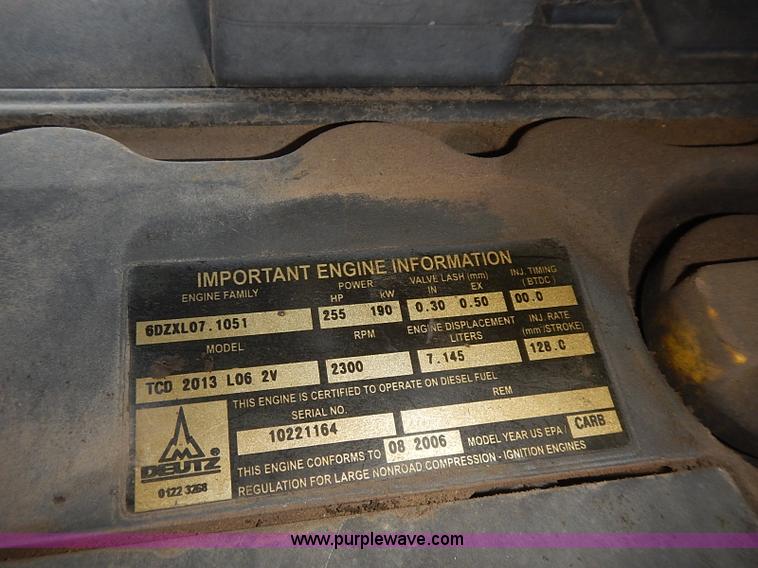 IMPORTANT ENGINE INFORMATION
ENGINE FAMILY POWER VALVE LASH (mm) INJ. TIMING
HP KW IN EX (BTDC)
6DZXL07.1051 255 190 0.30 0.50 00.0
MODEL RPM ENGINE DISPLACEMENT LITERS INJ. RATE (mm³/STROKE)
TCD 2013 L06 2V 2300 7.145 128.0
THIS ENGINE IS CERTIFIED TO OPERATE ON DIESEL FUEL
SERIAL NO. REM
10221164
THIS ENGINE CONFORMS TO 08 2006 MODEL YEAR US EPA / CARB
REGULATION FOR LARGE NONROAD COMPRESSION - IGNITION ENGINES
DEUTZ
0122 3268
www.purplewave.com